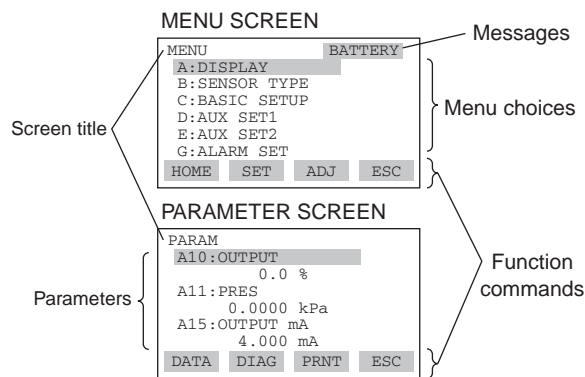 MENU SCREEN
Messages
MENU BATTERY
A:DISPLAY
B:SENSOR TYPE
C:BASIC SETUP
D:AUX SET1
E:AUX SET2
G:ALARM SET
HOME SET ADJ ESC
Menu choices
Screen title
PARAMETER SCREEN
PARAM
A10:OUTPUT
0.0 %
A11:PRES
0.0000 kPa
A15:OUTPUT mA
4.000 mA
DATA DIAG PRNT ESC
Parameters
Function
commands